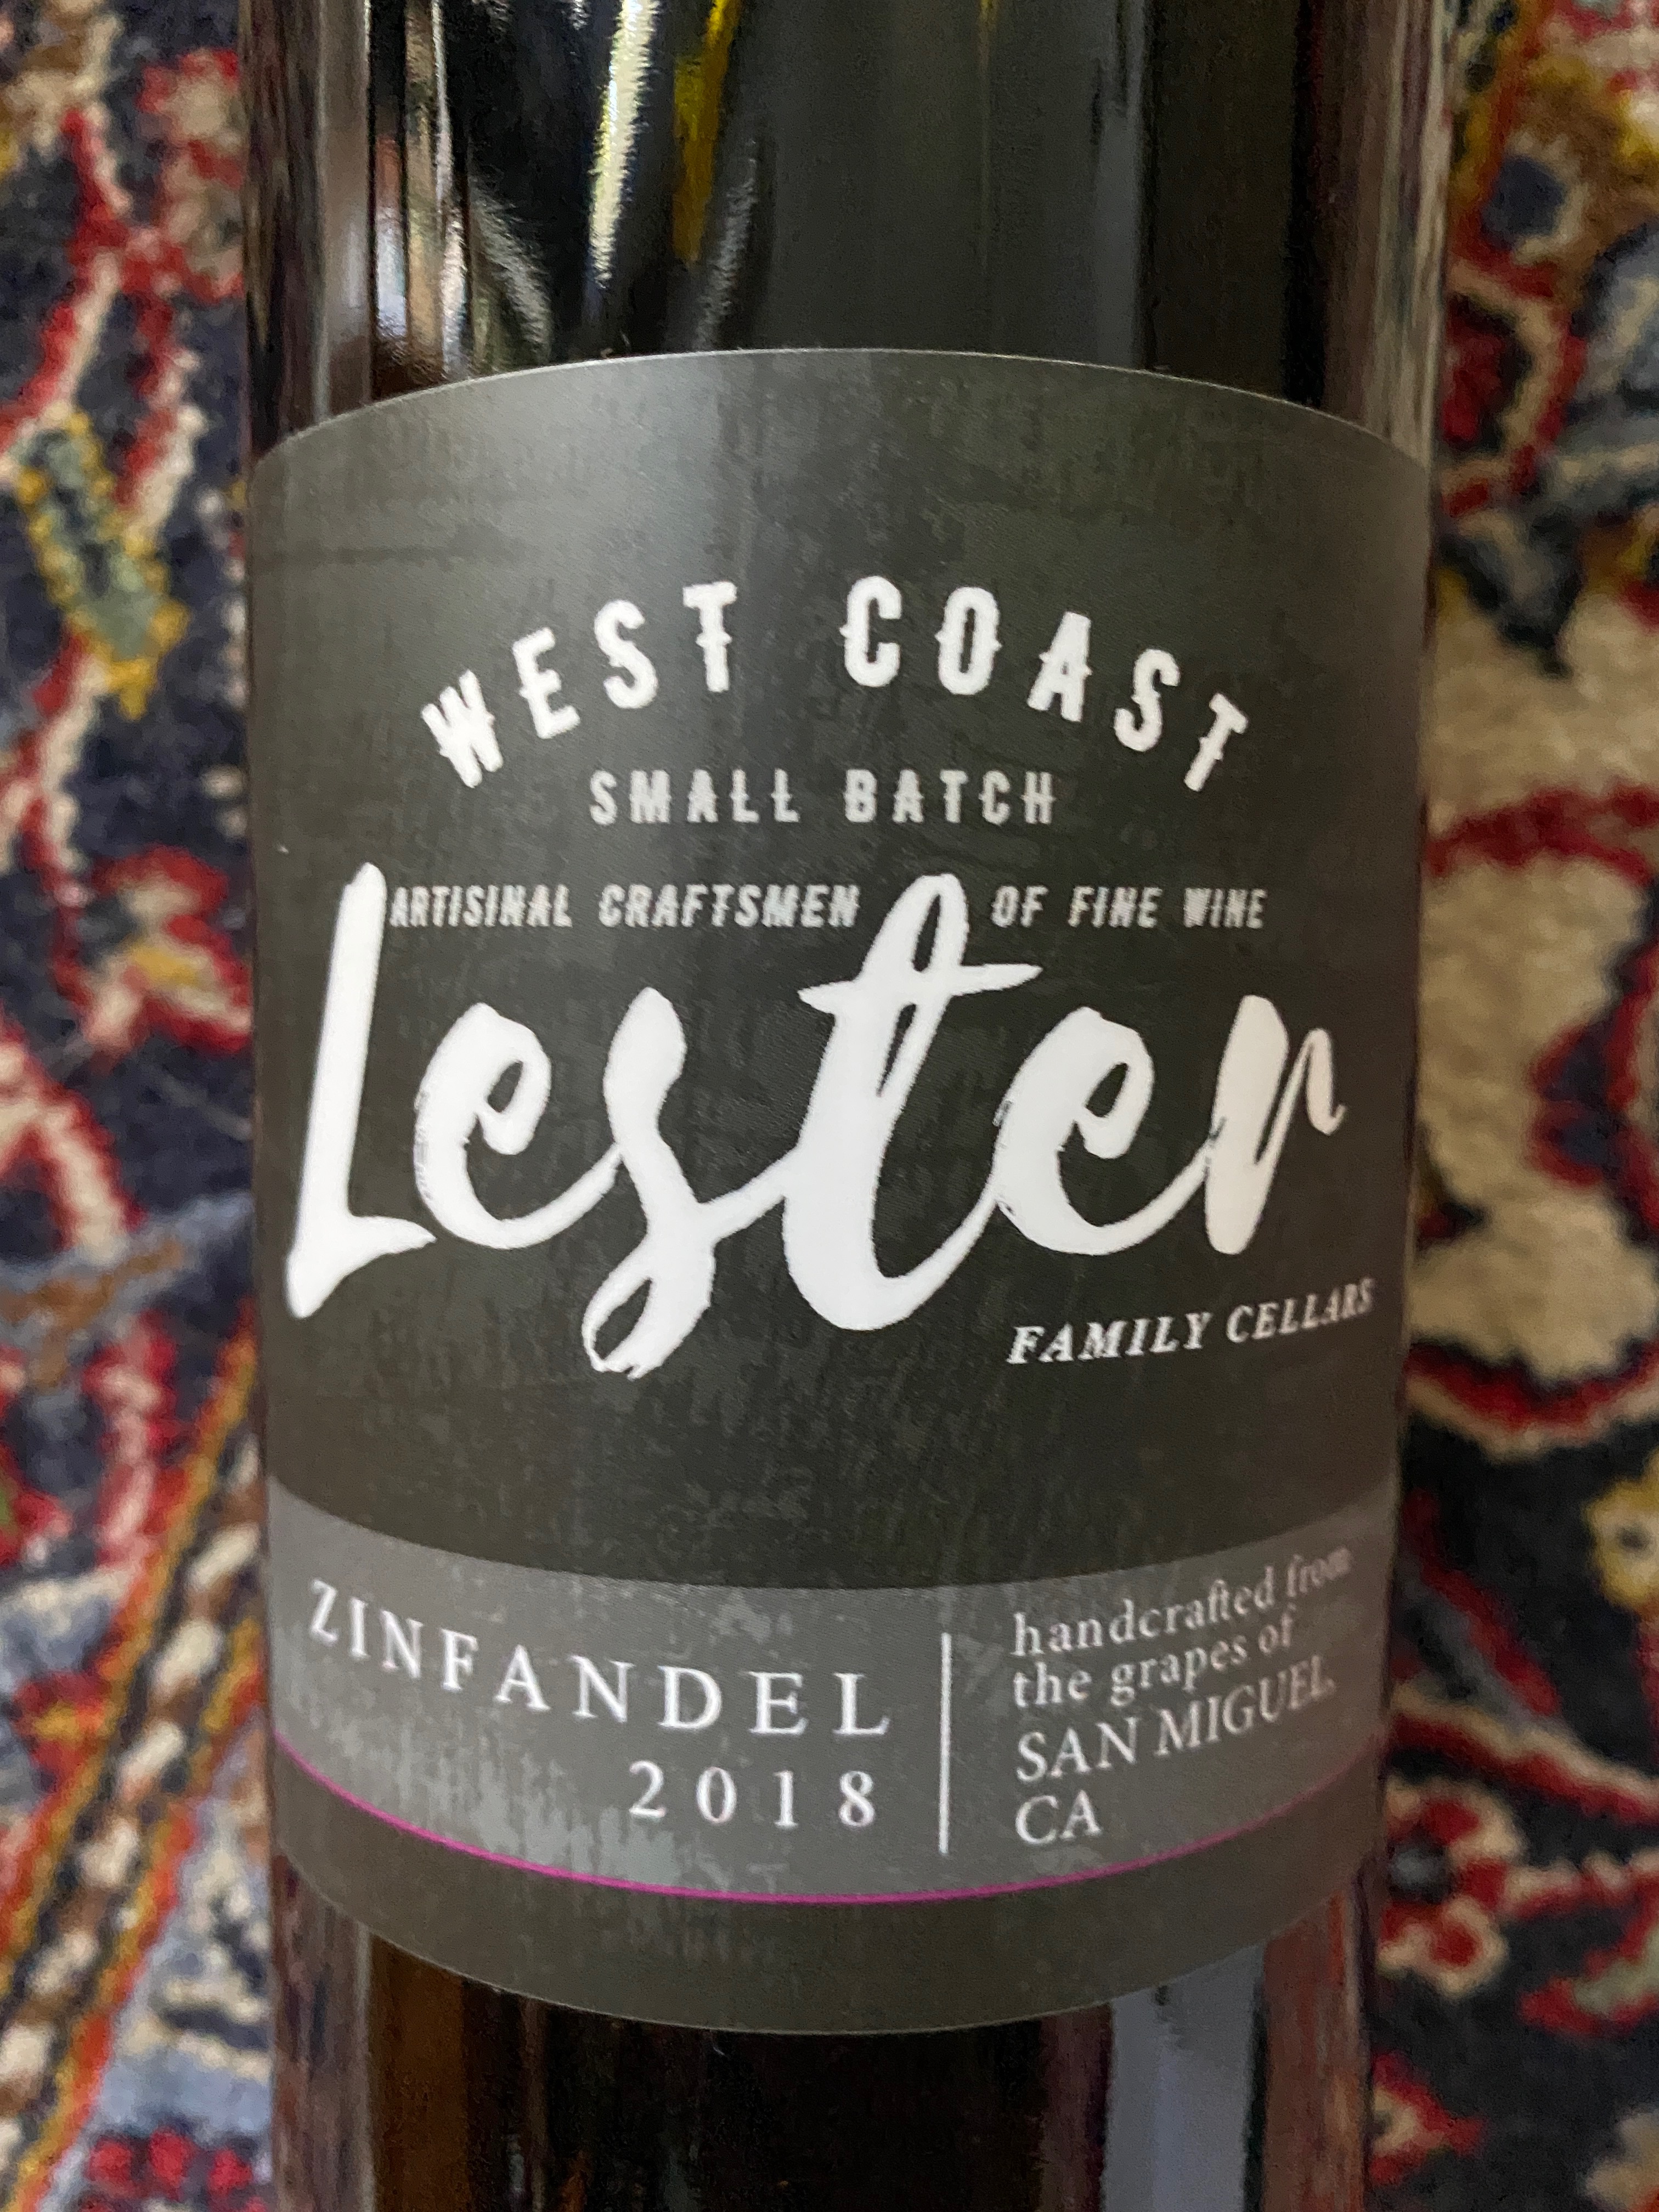 WEST COAST
SMALL BATCH
ARTISINAL CRAFTSMEN OF FINE WINE
Lester
FAMILY CELLARS
ZINFANDEL
2018
handcrafted from
the grapes of
SAN MIGUEL,
CA